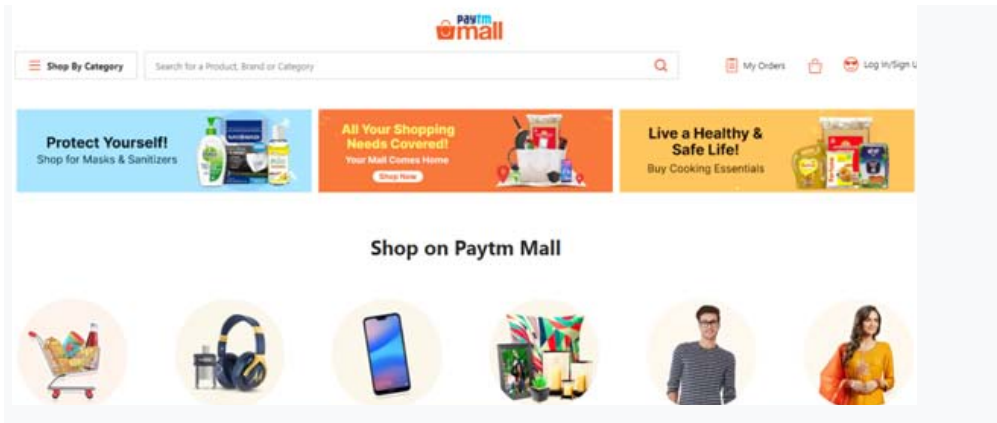 paytm
mall
Shop By Category
Search for a Product, Brand or Category
My Orders
Log In/Sign U
Protect Yourself!
Shop for Masks & Sanitizers
All Your Shopping
Needs Covered!
Your Mall Comes Home
Shop Now
Live a Healthy &
Safe Life!
Buy Cooking Essentials
Shop on Paytm Mall